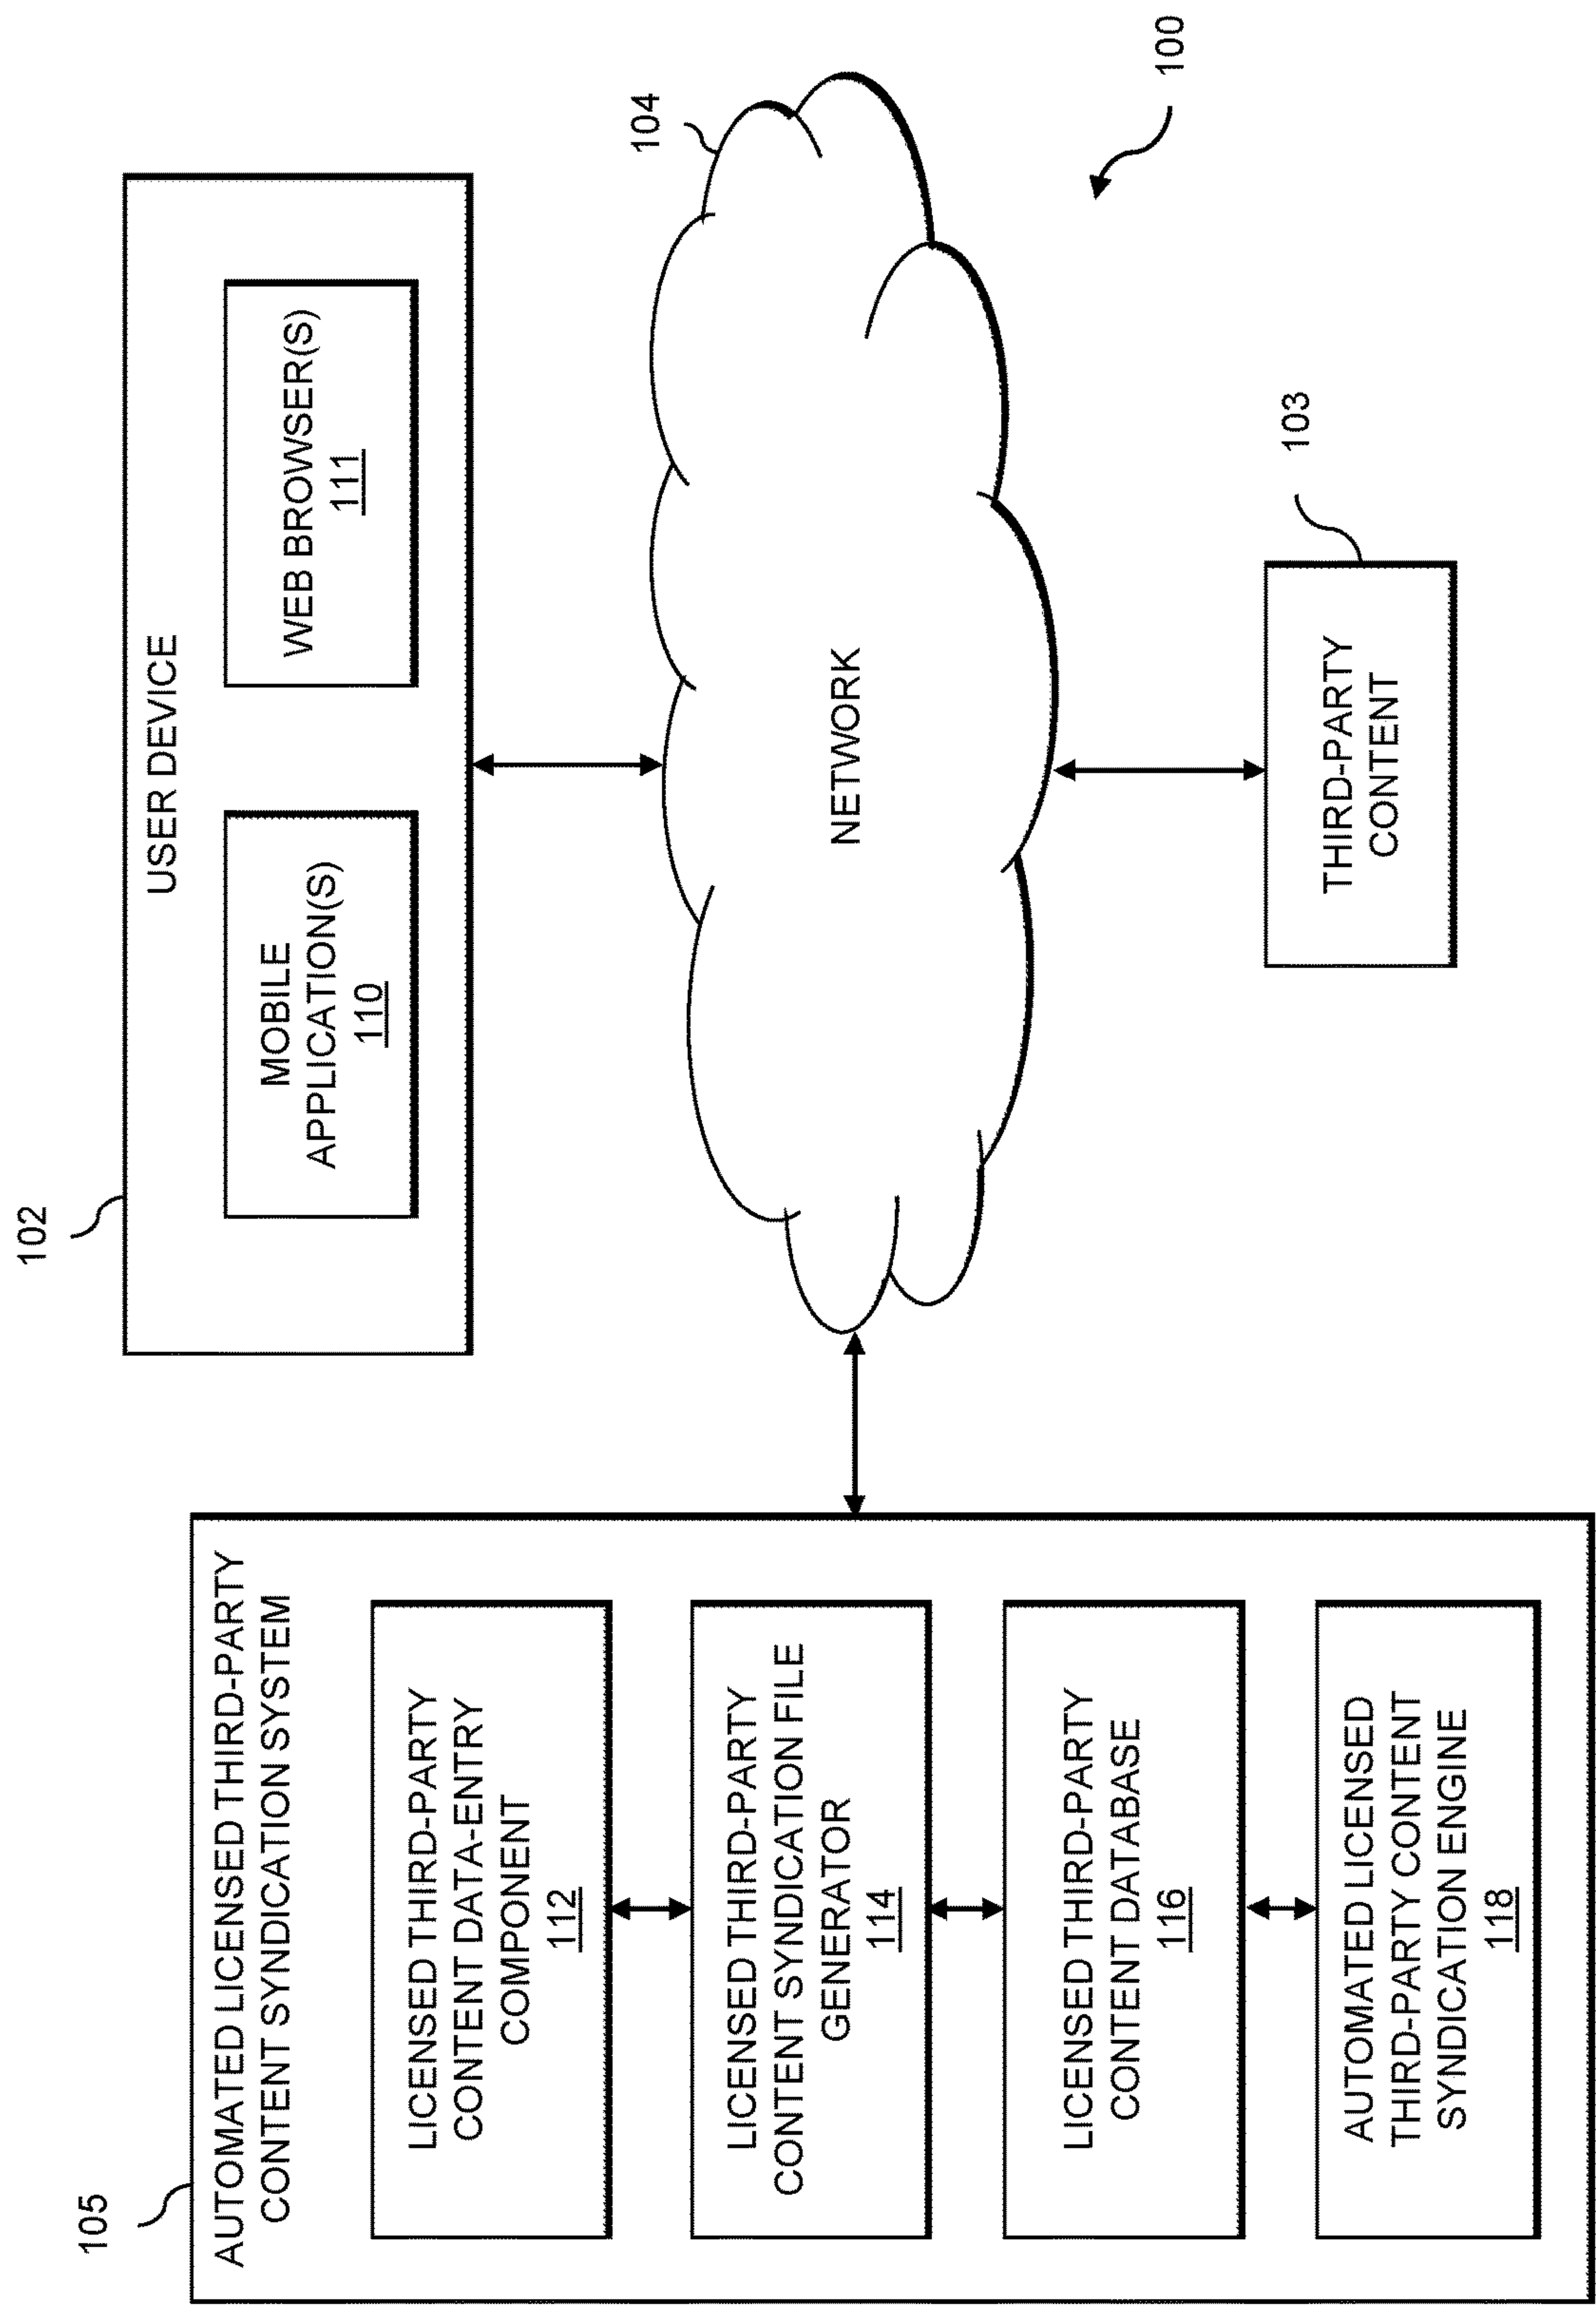 105
AUTOMATED LICENSED THIRD-PARTY
CONTENT SYNDICATION SYSTEM
LICENSED THIRD-PARTY
CONTENT DATA-ENTRY
COMPONENT
112
LICENSED THIRD-PARTY
CONTENT SYNDICATION FILE
GENERATOR
114
LICENSED THIRD-PARTY
CONTENT DATABASE
116
AUTOMATED LICENSED
THIRD-PARTY CONTENT
SYNDICATION ENGINE
118
102
USER DEVICE
MOBILE
APPLICATION(S)
110
WEB BROWSER(S)
111
104
NETWORK
103
THIRD-PARTY
CONTENT
100